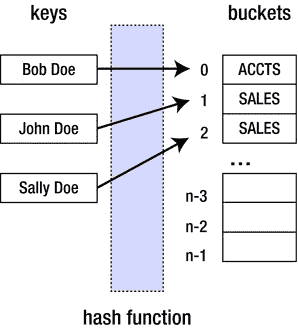 keys
buckets
Bob Doe
0
ACCTS
1
SALES
John Doe
2
SALES
...
Sally Doe
n-3
n-2
n-1
hash function